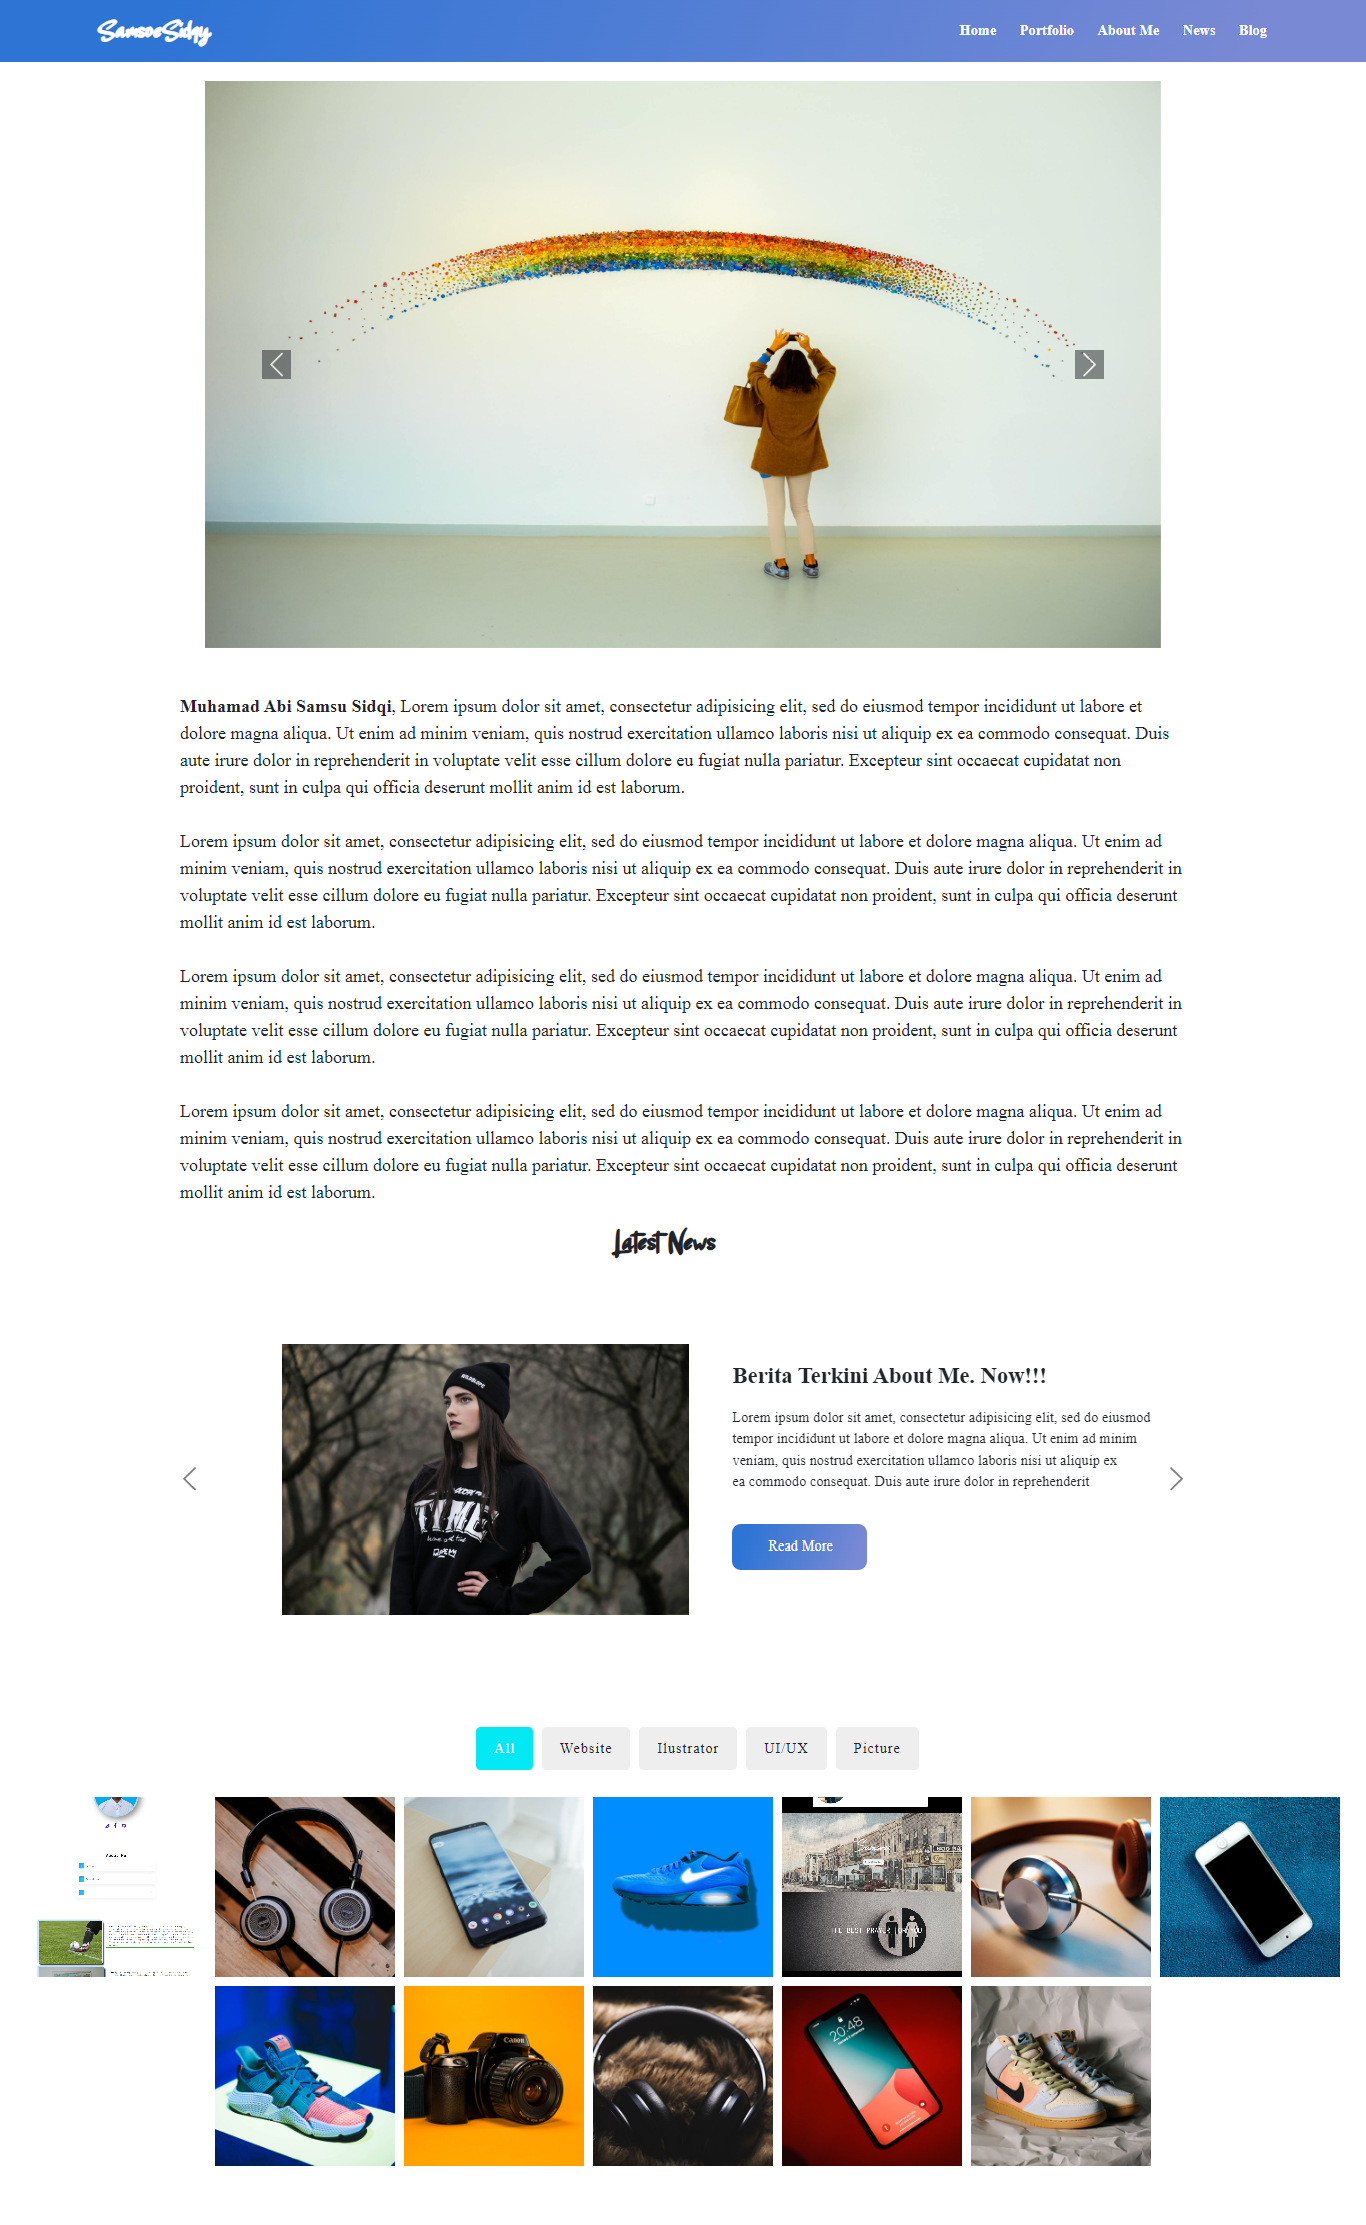 SamsoeSidqy
Home Portfolio About Me News Blog
Muhamad Abi Samsu Sidqi, Lorem ipsum dolor sit amet, consectetur adipisicing elit, sed do eiusmod tempor incididunt ut labore et
dolore magna aliqua. Ut enim ad minim veniam, quis nostrud exercitation ullamco laboris nisi ut aliquip ex ea commodo consequat. Duis
aute irure dolor in reprehenderit in voluptate velit esse cillum dolore eu fugiat nulla pariatur. Excepteur sint occaecat cupidatat non
proident, sunt in culpa qui officia deserunt mollit anim id est laborum.
Lorem ipsum dolor sit amet, consectetur adipisicing elit, sed do eiusmod tempor incididunt ut labore et dolore magna aliqua. Ut enim ad
minim veniam, quis nostrud exercitation ullamco laboris nisi ut aliquip ex ea commodo consequat. Duis aute irure dolor in reprehenderit in
voluptate velit esse cillum dolore eu fugiat nulla pariatur. Excepteur sint occaecat cupidatat non proident, sunt in culpa qui officia deserunt
mollit anim id est laborum.
Lorem ipsum dolor sit amet, consectetur adipisicing elit, sed do eiusmod tempor incididunt ut labore et dolore magna aliqua. Ut enim ad
minim veniam, quis nostrud exercitation ullamco laboris nisi ut aliquip ex ea commodo consequat. Duis aute irure dolor in reprehenderit in
voluptate velit esse cillum dolore eu fugiat nulla pariatur. Excepteur sint occaecat cupidatat non proident, sunt in culpa qui officia deserunt
mollit anim id est laborum.
Lorem ipsum dolor sit amet, consectetur adipisicing elit, sed do eiusmod tempor incididunt ut labore et dolore magna aliqua. Ut enim ad
minim veniam, quis nostrud exercitation ullamco laboris nisi ut aliquip ex ea commodo consequat. Duis aute irure dolor in reprehenderit in
voluptate velit esse cillum dolore eu fugiat nulla pariatur. Excepteur sint occaecat cupidatat non proident, sunt in culpa qui officia deserunt
mollit anim id est laborum.
Latest News
TIME
Berita Terkini About Me. Now!!!
Lorem ipsum dolor sit amet, consectetur adipisicing elit, sed do eiusmod
tempor incididunt ut labore et dolore magna aliqua. Ut enim ad minim
veniam, quis nostrud exercitation ullamco laboris nisi ut aliquip ex
ea commodo consequat. Duis aute irure dolor in reprehenderit
Read More
All Website Ilustrator UI/UX Picture
About Me
THE BEST PRAYER FOR YOU
Canon
20:48